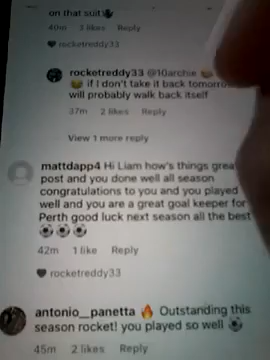 on that suit
40m 3 likes Reply
rocketreddy33
rocketreddy33 @10archie
if I don't take it back tomorro
will probably walk back itself
37m 2 likes Reply
View 1 more reply
mattdapp4 Hi Liam how's things grea
post and you done well all season
congratulations to you and you played
well and you are a great goal keeper for
Perth good luck next season all the best
⚽⚽⚽
42m 1 like Reply
rocketreddy33
antonio__panetta 🔥 Outstanding this
season rocket! you played so well ⚽
45m 2 likes Reply